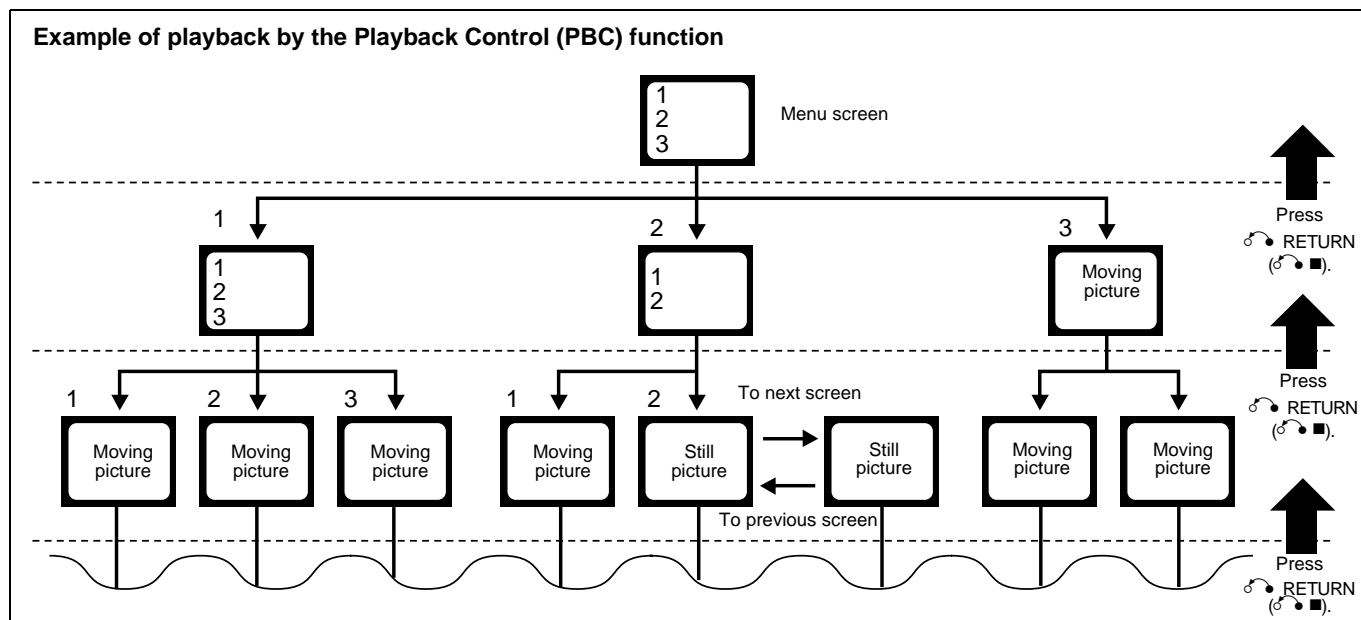 Example of playback by the Playback Control (PBC) function
1
2
3
Menu screen
Press
RETURN
( ■).
1
2
3
1
2
3
1
2
Moving
picture
Press
RETURN
( ■).
1
2
3
1
2
To next screen
Moving
picture
Moving
picture
Moving
picture
Moving
picture
Still
picture
Still
picture
Moving
picture
Moving
picture
To previous screen
Press
RETURN
( ■).